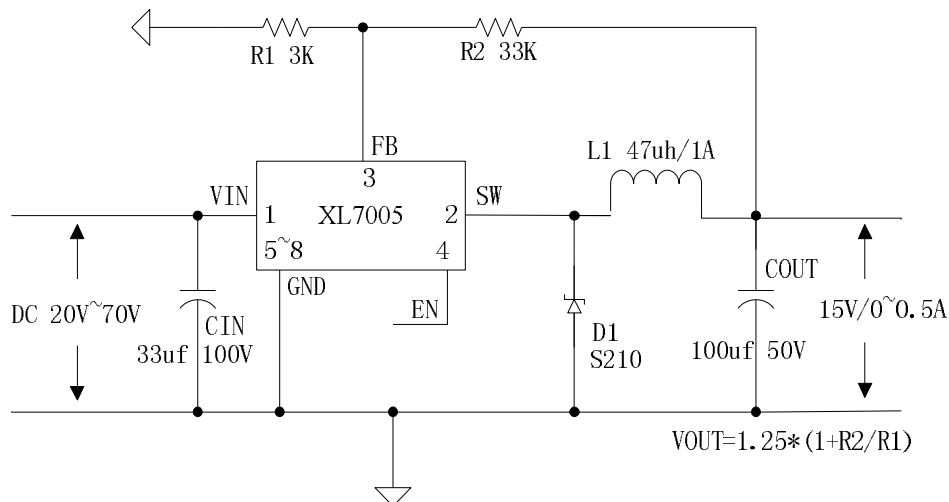 R1 3K
R2 33K
FB
3
L1 47uh/1A
VIN
SW
1
XL7005
2
5~8
4
GND
COUT
DC 20V~70V
EN
15V/0~0.5A
CIN
33uf 100V
D1
S210
100uf 50V
VOUT=1.25*(1+R2/R1)